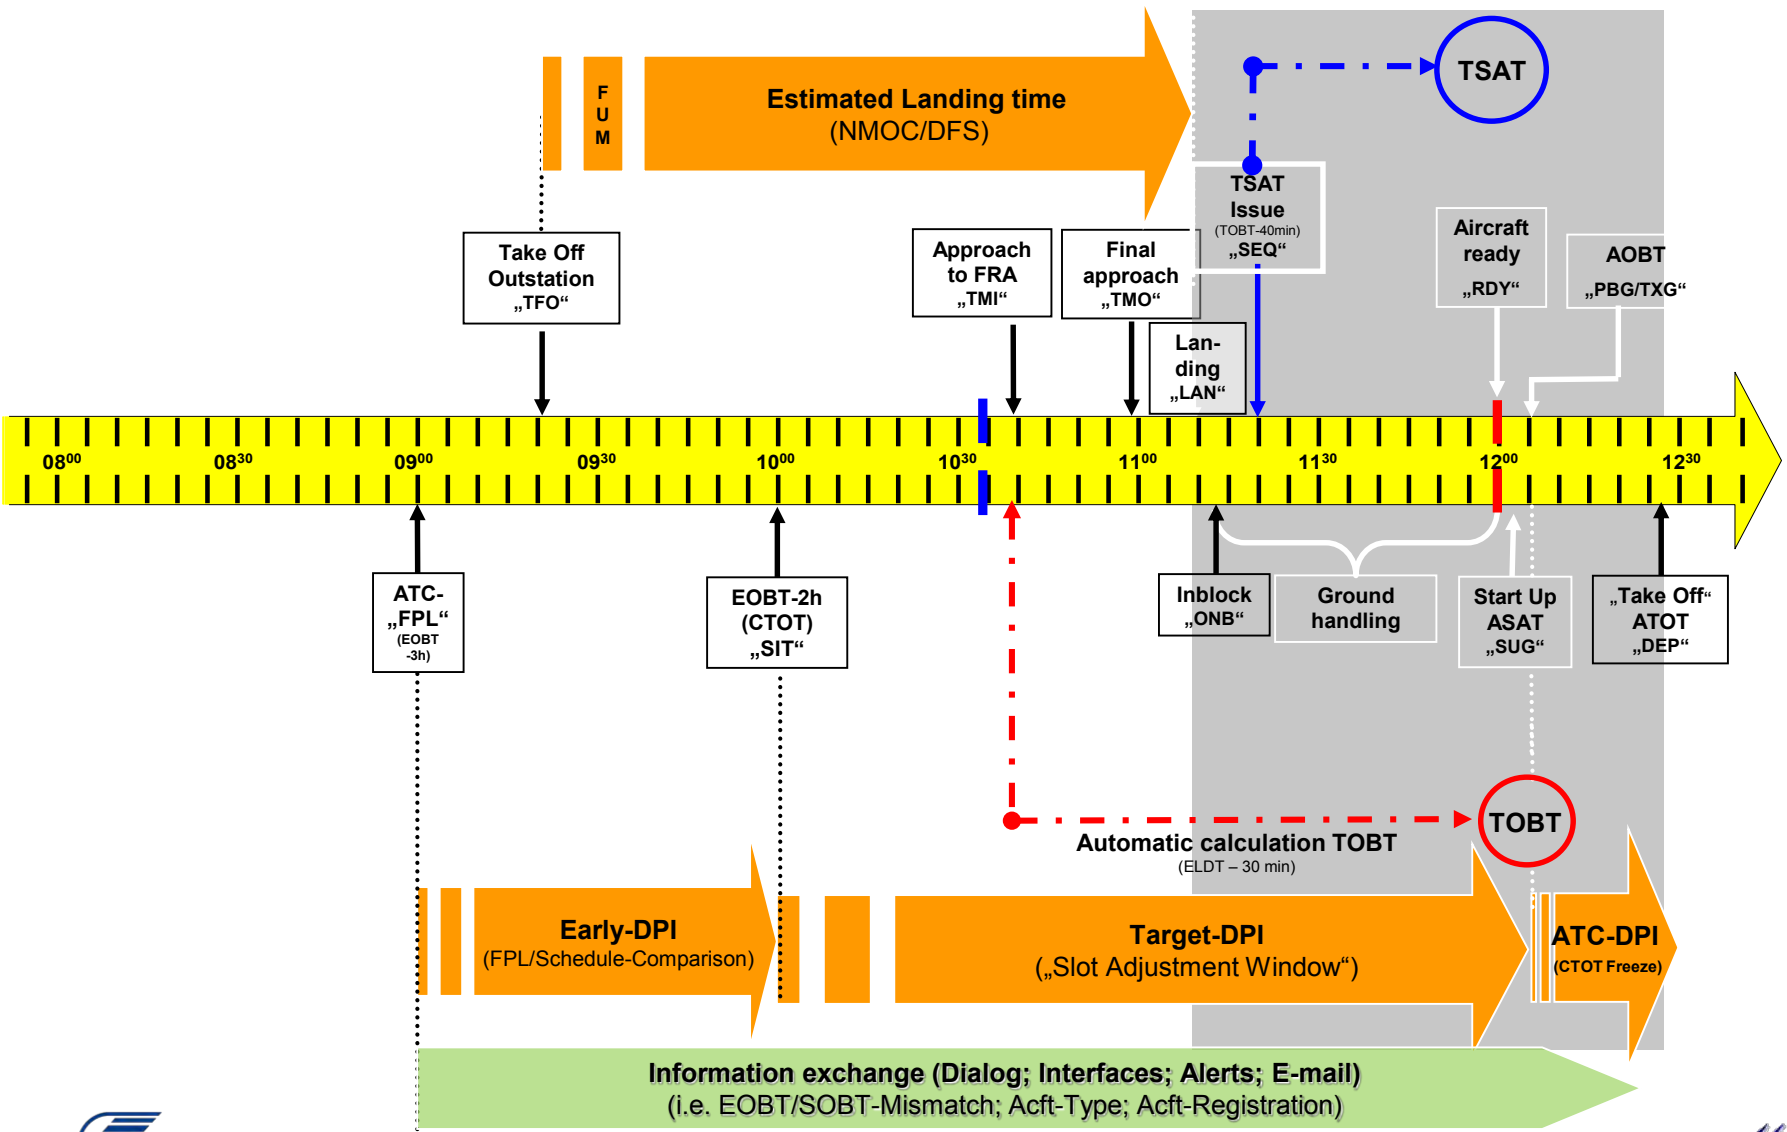 F
U
M
Estimated Landing time
(NMOC/DFS)
TSAT
TSAT
Issue
(TOBT-40min)
„SEQ“
Take Off
Outstation
„TFO“
Approach
to FRA
„TMI“
Final
approach
„TMO“
Aircraft
ready
„RDY“
AOBT
„PBG/TXG“
Lan-
ding
„LAN“
08⁰⁰ 08³⁰ 09⁰⁰ 09³⁰ 10⁰⁰ 10³⁰ 11⁰⁰ 11³⁰ 12⁰⁰ 12³⁰
ATC-
„FPL“
(EOBT
-3h)
EOBT-2h
(CTOT)
„SIT“
Inblock
„ONB“
Ground
handling
Start Up
ASAT
„SUG“
„Take Off“
ATOT
„DEP“
TOBT
Automatic calculation TOBT
(ELDT – 30 min)
Early-DPI
(FPL/Schedule-Comparison)
Target-DPI
(„Slot Adjustment Window“)
ATC-DPI
(CTOT Freeze)
Information exchange (Dialog; Interfaces; Alerts; E-mail)
(i.e. EOBT/SOBT-Mismatch; Acft-Type; Acft-Registration)